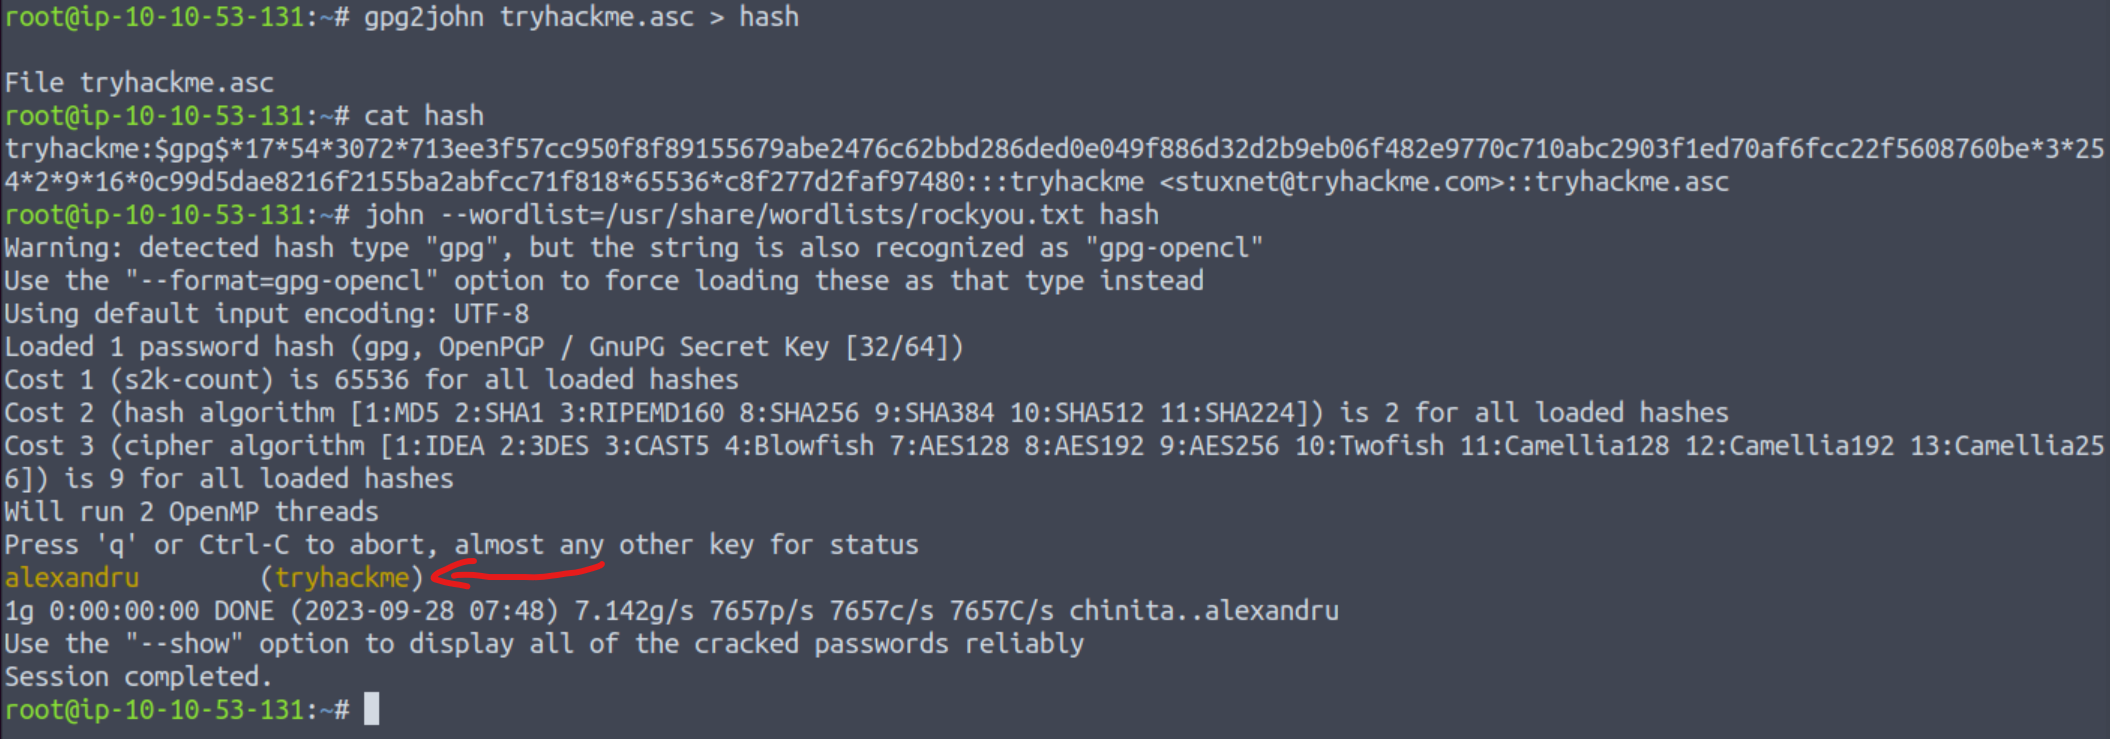 root@ip-10-10-53-131:~# gpg2john tryhackme.asc > hash
File tryhackme.asc
root@ip-10-10-53-131:~# cat hash
tryhackme:$gpg$*17*54*3072*713ee3f57cc950f8f89155679abe2476c62bbd286ded0e049f886d32d2b9eb06f482e9770c710abc2903f1ed70af6fcc22f5608760be*3*25
4*2*9*16*0c99d5dae8216f2155ba2abfcc71f818*65536*c8f277d2faf97480:::tryhackme <stuxnet@tryhackme.com>::tryhackme.asc
root@ip-10-10-53-131:~# john --wordlist=/usr/share/wordlists/rockyou.txt hash
Warning: detected hash type "gpg", but the string is also recognized as "gpg-opencl"
Use the "--format=gpg-opencl" option to force loading these as that type instead
Using default input encoding: UTF-8
Loaded 1 password hash (gpg, OpenPGP / GnuPG Secret Key [32/64])
Cost 1 (s2k-count) is 65536 for all loaded hashes
Cost 2 (hash algorithm [1:MD5 2:SHA1 3:RIPEMD160 8:SHA256 9:SHA384 10:SHA512 11:SHA224]) is 2 for all loaded hashes
Cost 3 (cipher algorithm [1:IDEA 2:3DES 3:CAST5 4:Blowfish 7:AES128 8:AES192 9:AES256 10:Twofish 11:Camellia128 12:Camellia192 13:Camellia25
6]) is 9 for all loaded hashes
Will run 2 OpenMP threads
Press 'q' or Ctrl-C to abort, almost any other key for status
alexandru        (tryhackme)
1g 0:00:00:00 DONE (2023-09-28 07:48) 7.142g/s 7657p/s 7657c/s 7657C/s chinita..alexandru
Use the "--show" option to display all of the cracked passwords reliably
Session completed.
root@ip-10-10-53-131:~#